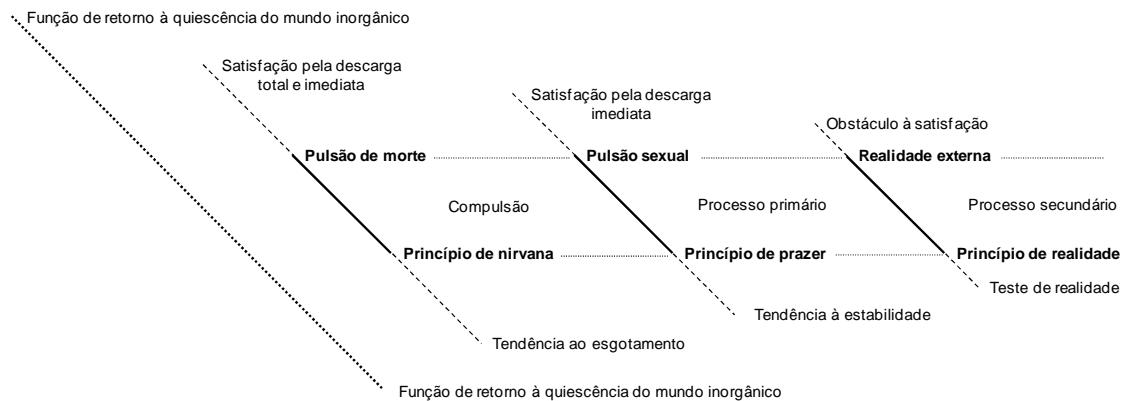 Função de retorno à quiescência do mundo inorgânico
Satisfação pela descarga
total e imediata
Satisfação pela descarga
imediata
Obstáculo à satisfação
Pulsão de morte
Pulsão sexual
Realidade externa
Compulsão
Processo primário
Processo secundário
Princípio de nirvana
Princípio de prazer
Princípio de realidade
Teste de realidade
Tendência à estabilidade
Tendência ao esgotamento
Função de retorno à quiescência do mundo inorgânico